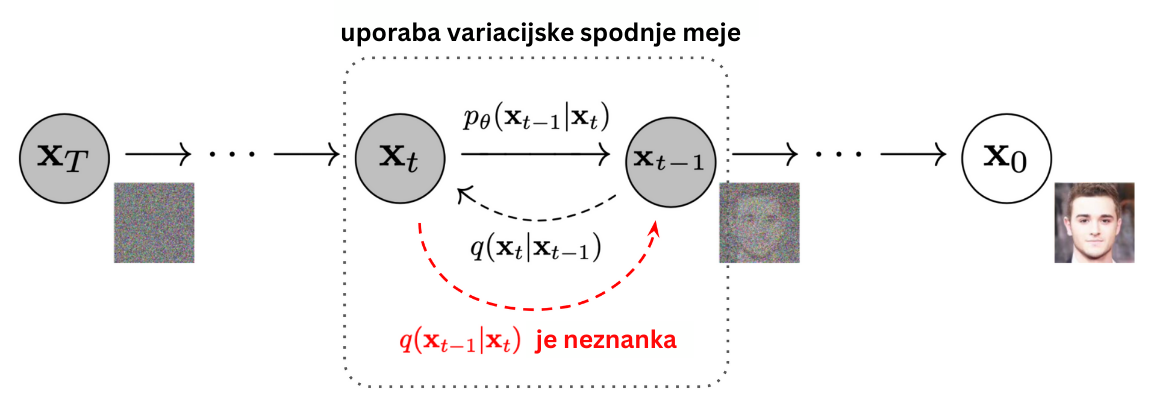 uporaba variacijske spodnje meje
p_θ(x_{t−1}|x_t)
x_T → ⋯ → x_t → x_{t−1} → ⋯ → x_0
q(x_t|x_{t−1})
q(x_{t−1}|x_t) je neznanka